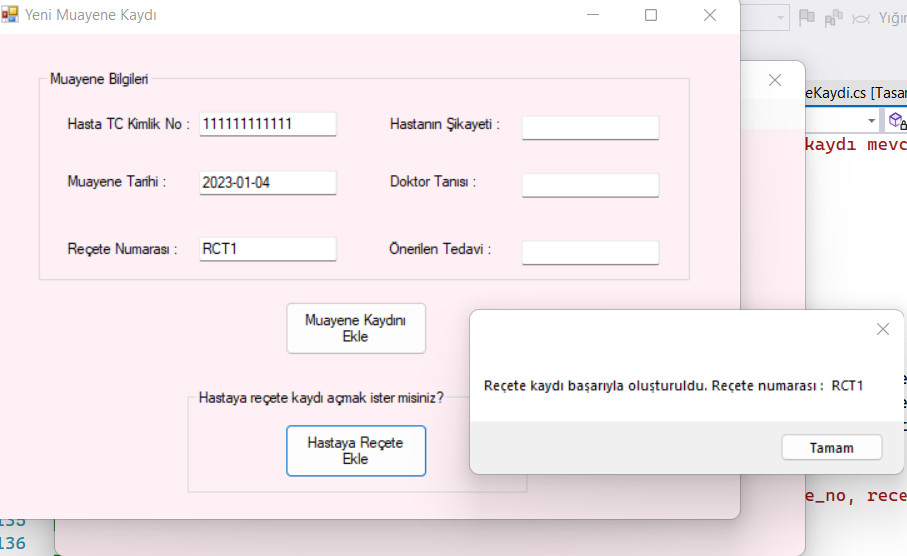 Yeni Muayene Kaydı
Yığır
Muayene Bilgileri
eKaydi.cs [Tasar
Hasta TC Kimlik No : 111111111111
Hastanın Şikayeti :
kaydı mevc
Muayene Tarihi : 2023-01-04
Doktor Tanısı :
Reçete Numarası : RCT1
Önerilen Tedavi :
Muayene Kaydını
Ekle
Reçete kaydı başarıyla oluşturuldu. Reçete numarası : RCT1
Hastaya reçete kaydı açmak ister misiniz?
Hastaya Reçete
Ekle
Tamam
e_no, rece
135
136